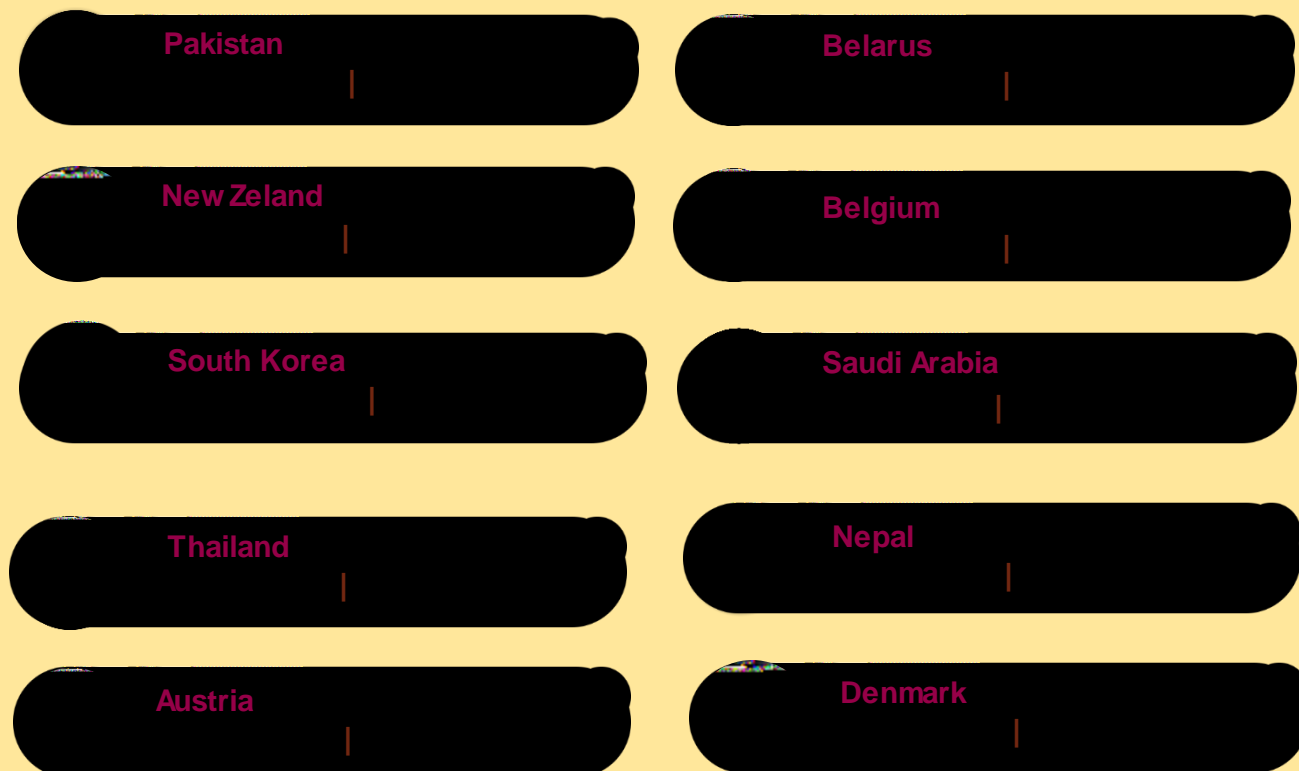 Pakistan
|
Belarus
|
New Zeland
|
Belgium
|
South Korea
|
Saudi Arabia
|
Thailand
|
Nepal
|
Austria
|
Denmark
|